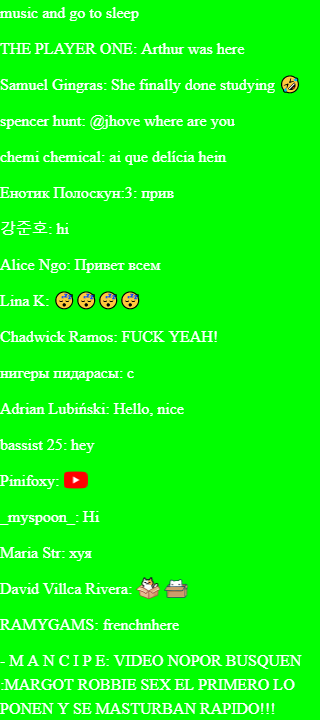 music and go to sleep
THE PLAYER ONE: Arthur was here
Samuel Gingras: She finally done studying 🤣
spencer hunt: @jhove where are you
chemi chemical: ai que delícia hein
Енотик Полоскун:3: прив
강준호: hi
Alice Ngo: Привет всем
Lina K: 😴😴😴😴
Chadwick Ramos: FUCK YEAH!
нигеры пидарасы: с
Adrian Lubiński: Hello, nice
bassist 25: hey
Pinifoxy:
_myspoon_: Hi
Maria Str: хуя
David Villca Rivera:
RAMYGAMS: frenchnhere
- M A N C I P E: VIDEO NOPOR BUSQUEN
:MARGOT ROBBIE SEX EL PRIMERO LO
PONEN Y SE MASTURBAN RAPIDO!!!